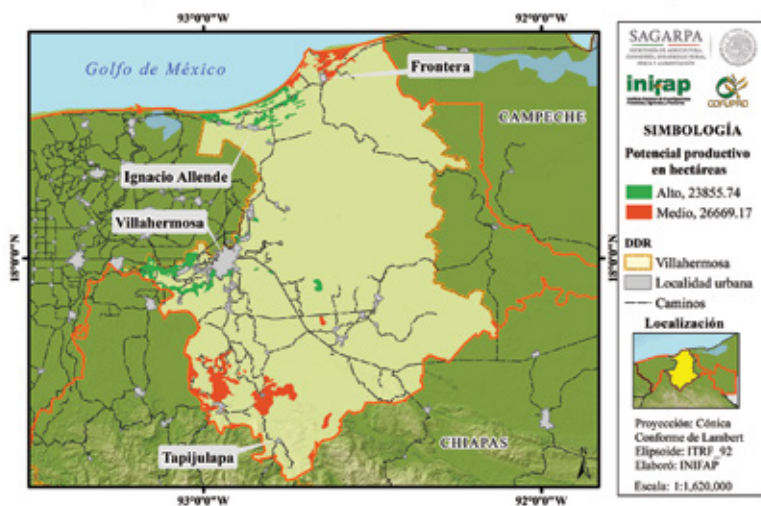 93°0'0"W
92°0'0"W
Golfo de México
Frontera
CAMPECHE
Ignacio Allende
Villahermosa
18°0'0"N
18°0'0"N
Tapijulapa
CHIAPAS
93°0'0"W
92°0'0"W
SAGARPA
inifap
COFUPRO
SIMBOLOGÍA
Potencial productivo
en hectáreas
Alto, 23855.74
Medio, 26669.17
DDR
Villahermosa
Localidad urbana
Caminos
Localización
Proyección: Cónica
Conforme de Lambert
Elipsoide: ITRF_92
Elaboró: INIFAP
Escala: 1:1,620,000